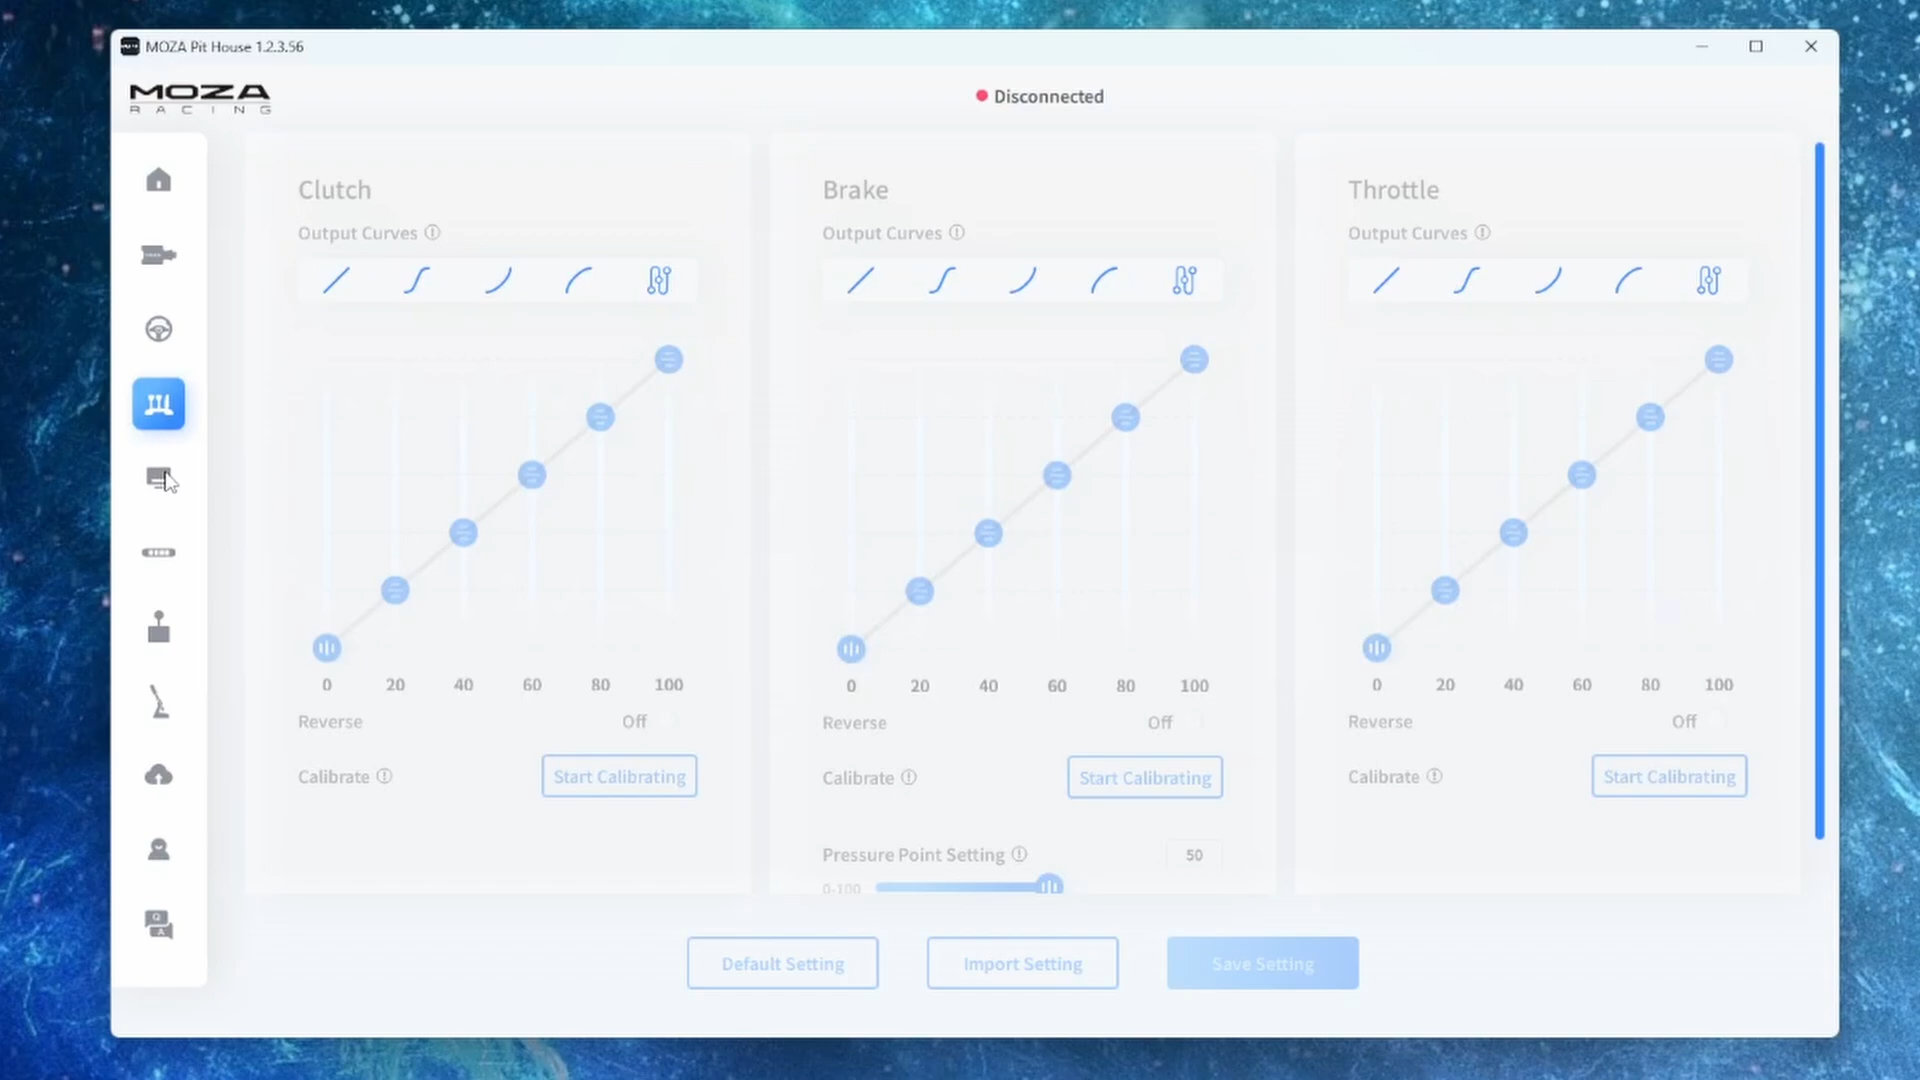 MOZA Pit House 1.2.3.56
MOZA
RACING
Disconnected
Clutch
Output Curves
0 20 40 60 80 100
Reverse Off
Calibrate Start Calibrating
Brake
Output Curves
0 20 40 60 80 100
Reverse Off
Calibrate Start Calibrating
Pressure Point Setting 50
0-100
Throttle
Output Curves
0 20 40 60 80 100
Reverse Off
Calibrate Start Calibrating
Q
A
Default Setting Import Setting Save Setting